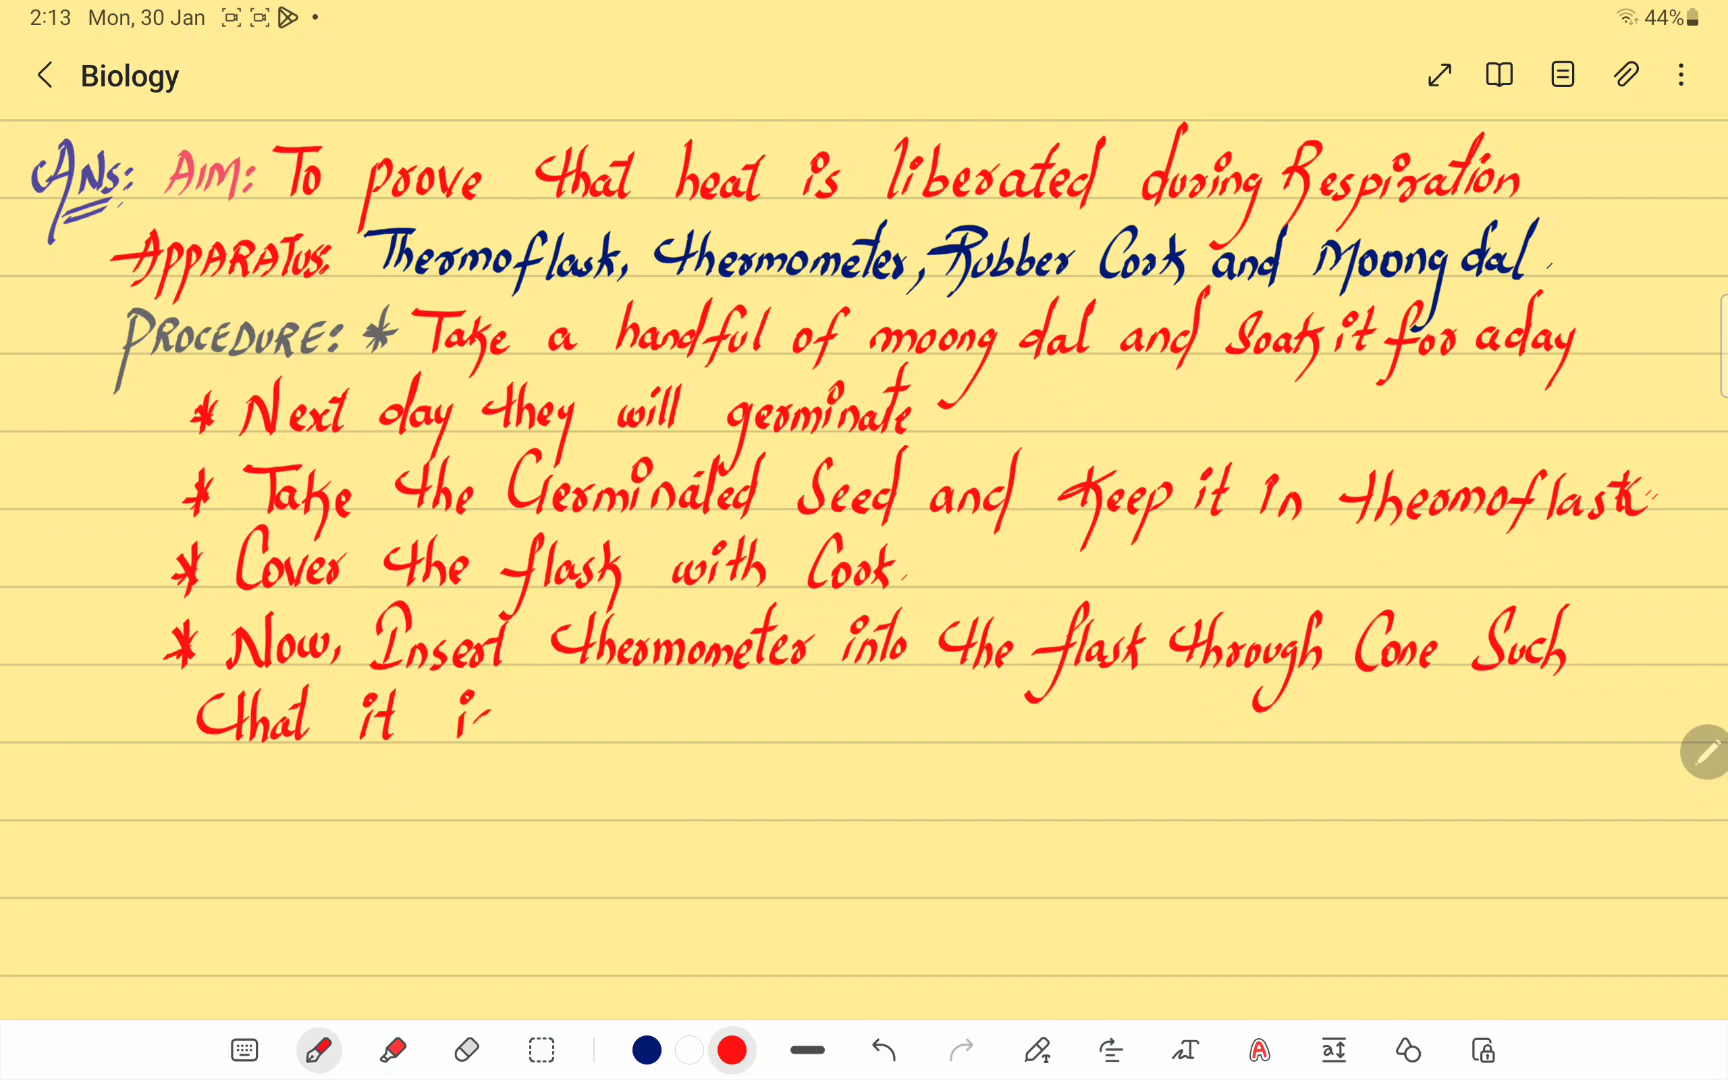 2:13 Mon, 30 Jan 44%
Biology
Ans: Aim: To prove that heat is liberated during Respiration
APPARATUS: Thermoflask, thermometer, Rubber Cork and Moong dal.
PROCEDURE: * Take a handful of moong dal and Soak it for a day
* Next day they will germinate
* Take the Germinated Seed and Keep it In thermoflask
* Cover the flask with Cork.
* Now, Insert thermometer into the flask through Cone Such
that it i